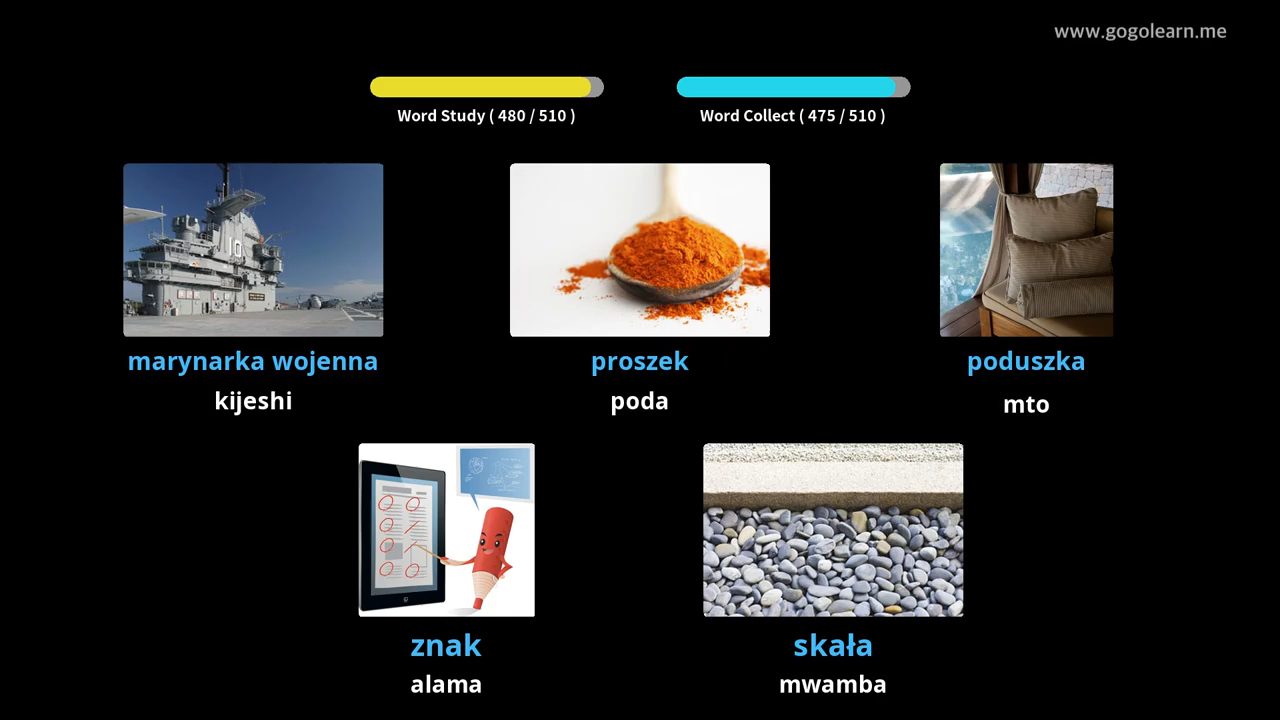 www.gogolearn.me
Word Study ( 480 / 510 )
Word Collect ( 475 / 510 )
marynarka wojenna
kijeshi
proszek
poda
poduszka
mto
znak
alama
skała
mwamba